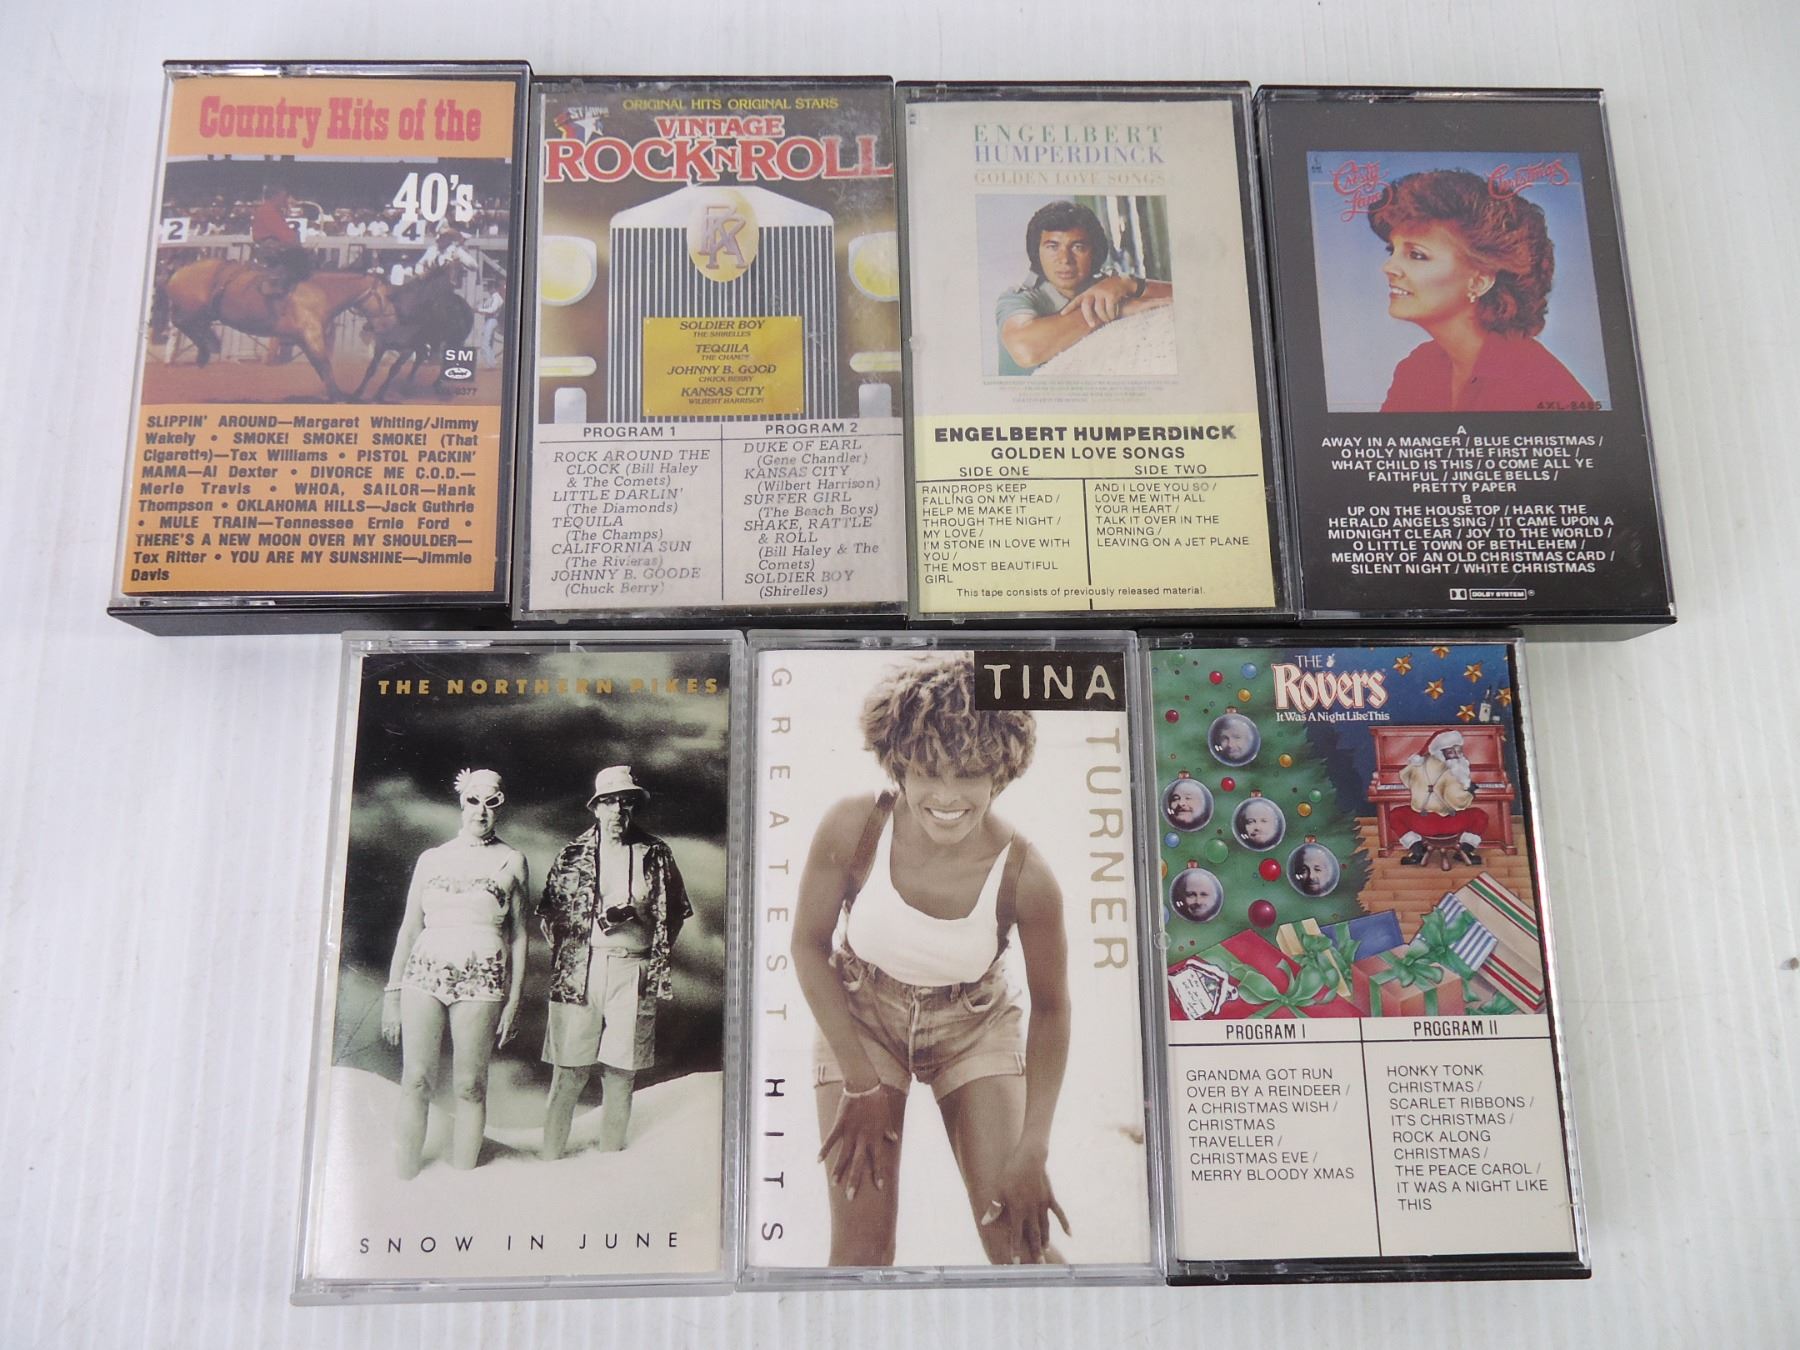 Country Hits of the
40's
2
3
4
SM
Capitol
SLIPPIN' AROUND—Margaret Whiting/Jimmy
Wakely • SMOKE! SMOKE! SMOKE! (That
Cigarette)—Tex Williams • PISTOL PACKIN'
MAMA—Al Dexter • DIVORCE ME C.O.D.—
Merle Travis • WHOA, SAILOR—Hank
Thompson • OKLAHOMA HILLS—Jack Guthrie
• MULE TRAIN—Tennessee Ernie Ford •
THERE'S A NEW MOON OVER MY SHOULDER—
Tex Ritter • YOU ARE MY SUNSHINE—Jimmie
Davis
ORIGINAL HITS ORIGINAL STARS
VINTAGE
ROCK N ROLL
SOLDIER BOY
THE SHIRELLES
TEQUILA
THE CHAMPS
JOHNNY B. GOOD
CHUCK BERRY
KANSAS CITY
WILBERT HARRISON
PROGRAM 1
ROCK AROUND THE
CLOCK (Bill Haley
& The Comets)
LITTLE DARLIN'
(The Diamonds)
TEQUILA
(The Champs)
CALIFORNIA SUN
(The Rivieras)
JOHNNY B. GOODE
(Chuck Berry)
PROGRAM 2
DUKE OF EARL
(Gene Chandler)
KANSAS CITY
(Wilbert Harrison)
SURFER GIRL
(The Beach Boys)
SHAKE, RATTLE
& ROLL
(Bill Haley & The
Comets)
SOLDIER BOY
(Shirelles)
ENGELBERT
HUMPERDINCK
GOLDEN LOVE SONGS
ENGELBERT HUMPERDINCK
GOLDEN LOVE SONGS
SIDE ONE
RAINDROPS KEEP
FALLING ON MY HEAD /
HELP ME MAKE IT
THROUGH THE NIGHT /
MY LOVE /
I'M STONE IN LOVE WITH
YOU /
THE MOST BEAUTIFUL
GIRL
SIDE TWO
AND I LOVE YOU SO /
LOVE ME WITH ALL
YOUR HEART /
TALK IT OVER IN THE
MORNING /
LEAVING ON A JET PLANE
This tape consists of previously released material.
Cristy
Lane
Christmas
4XL-8485
A
AWAY IN A MANGER / BLUE CHRISTMAS /
O HOLY NIGHT / THE FIRST NOEL /
WHAT CHILD IS THIS / O COME ALL YE
FAITHFUL / JINGLE BELLS /
PRETTY PAPER
B
UP ON THE HOUSETOP / HARK THE
HERALD ANGELS SING / IT CAME UPON A
MIDNIGHT CLEAR / JOY TO THE WORLD /
O LITTLE TOWN OF BETHLEHEM /
MEMORY OF AN OLD CHRISTMAS CARD /
SILENT NIGHT / WHITE CHRISTMAS
DOLBY SYSTEM ®
THE NORTHERN PIKES
SNOW IN JUNE
TINA
TURNER
GREATEST HITS
THE
Rovers
It Was A Night Like This
PROGRAM I
GRANDMA GOT RUN
OVER BY A REINDEER /
A CHRISTMAS WISH /
CHRISTMAS
TRAVELLER /
CHRISTMAS EVE /
MERRY BLOODY XMAS
PROGRAM II
HONKY TONK
CHRISTMAS /
SCARLET RIBBONS /
IT'S CHRISTMAS /
ROCK ALONG
CHRISTMAS /
THE PEACE CAROL /
IT WAS A NIGHT LIKE
THIS